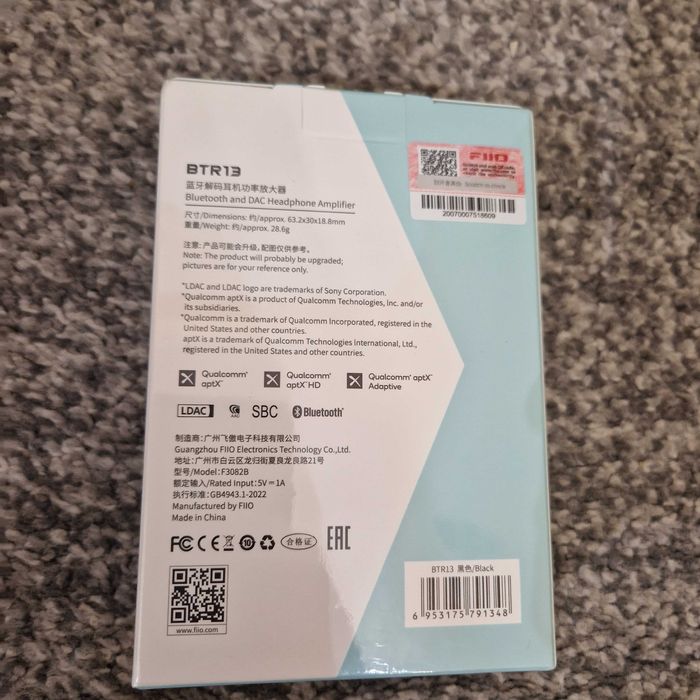 BTR13
蓝牙解码耳机功率放大器
Bluetooth and DAC Headphone Amplifier
尺寸/Dimensions: 约/approx. 63.2x30x18.8mm
重量/Weight: 约/approx. 28.6g
注意: 产品可能会升级, 配图仅供参考。
Note: The product will probably be upgraded;
pictures are for your reference only.
*LDAC and LDAC logo are trademarks of Sony Corporation.
*Qualcomm aptX is a product of Qualcomm Technologies, Inc. and/or
its subsidiaries.
*Qualcomm is a trademark of Qualcomm Incorporated, registered in the
United States and other countries.
aptX is a trademark of Qualcomm Technologies International, Ltd.,
registered in the United States and other countries.
Qualcomm® aptX™
Qualcomm® aptX™ HD
Qualcomm® aptX™ Adaptive
LDAC AAC SBC Bluetooth®
制造商: 广州飞傲电子科技有限公司
Guangzhou FIIO Electronics Technology Co.,Ltd.
地址: 广州市白云区龙归街夏良龙良路21号
型号/Model: F3082B
额定输入/Rated Input: 5V⎓1A
执行标准: GB4943.1-2022
Manufactured by FIIO
Made in China
FC CE 10 合格证 EAC
www.fiio.com
FIIO
20070007518609
BTR13 黑色/Black
6 953175 791348